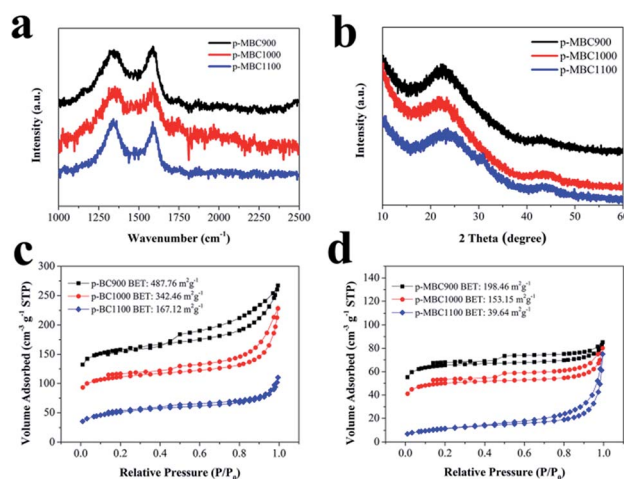 a
p-MBC900
p-MBC1000
p-MBC1100
Intensity (a.u.)
1000 1250 1500 1750 2000 2250 2500
Wavenumber (cm⁻¹)
b
p-MBC900
p-MBC1000
p-MBC1100
Intensity (a.u.)
10 20 30 40 50 60
2 Theta (degree)
c
p-BC900 BET: 487.76 m²g⁻¹
p-BC1000 BET: 342.46 m²g⁻¹
p-BC1100 BET: 167.12 m²g⁻¹
Volume Adsorbed (cm⁻³ g⁻¹ STP)
300
250
200
150
100
50
0
0.0 0.2 0.4 0.6 0.8 1.0
Relative Pressure (P/P₀)
d
p-MBC900 BET: 198.46 m²g⁻¹
p-MBC1000 BET: 153.15 m²g⁻¹
p-MBC1100 BET: 39.64 m²g⁻¹
Volume Adsorbed (cm⁻³ g⁻¹ STP)
140
120
100
80
60
40
20
0
0.0 0.2 0.4 0.6 0.8 1.0
Relative Pressure (P/P₀)